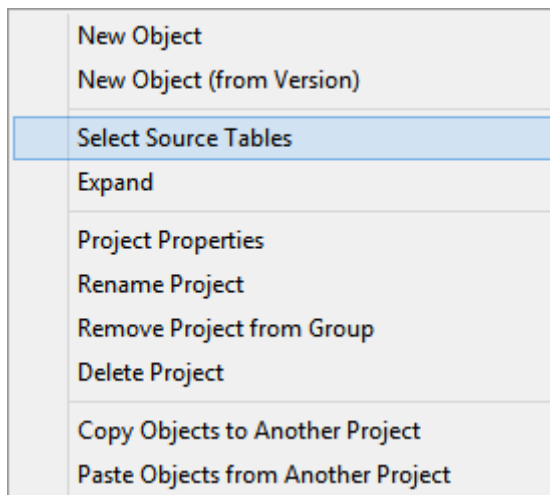 New Object
New Object (from Version)
Select Source Tables
Expand
Project Properties
Rename Project
Remove Project from Group
Delete Project
Copy Objects to Another Project
Paste Objects from Another Project